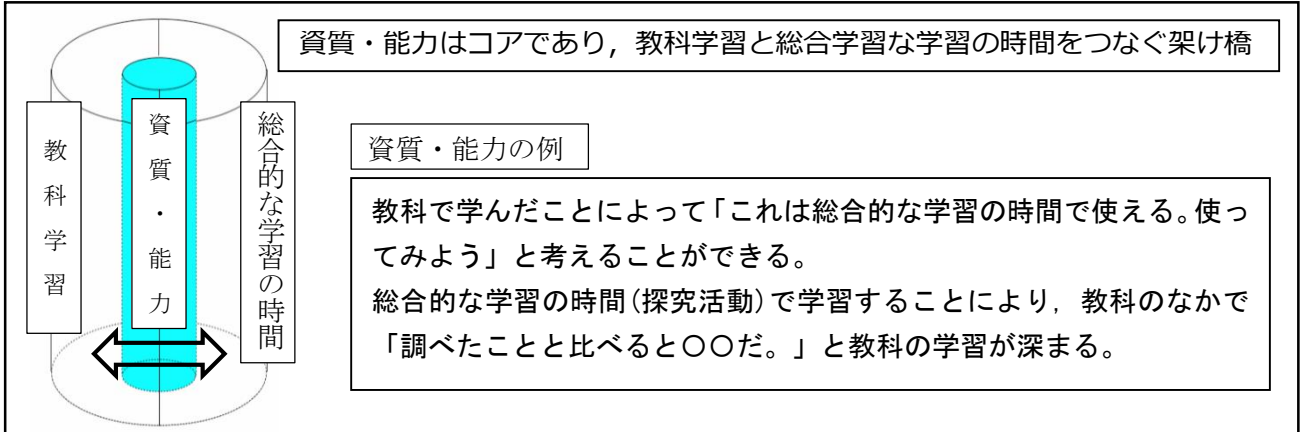 資質・能力はコアであり，教科学習と総合学習な学習の時間をつなぐ架け橋
教科学習
資質・能力
総合的な学習の時間
資質・能力の例
教科で学んだことによって「これは総合的な学習の時間で使える。使っ
てみよう」と考えることができる。
総合的な学習の時間(探究活動)で学習することにより，教科のなかで
「調べたことと比べると〇〇だ。」と教科の学習が深まる。